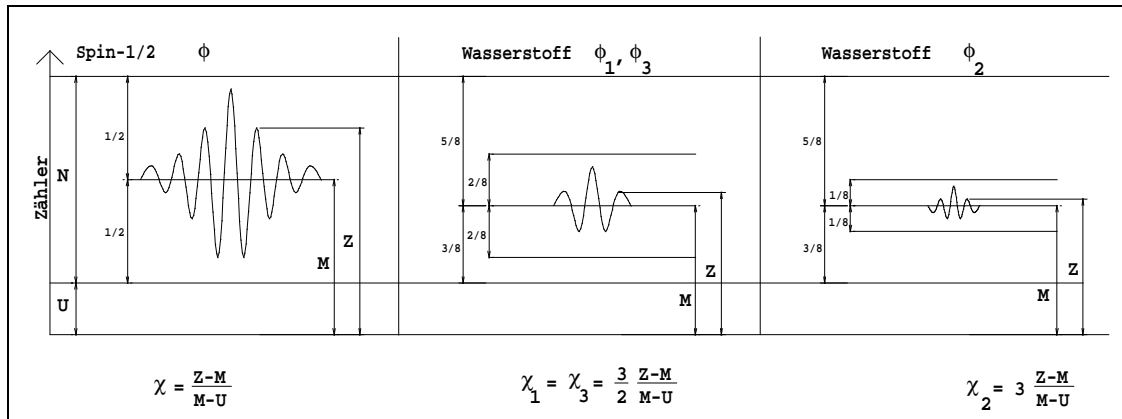 Spin-1/2 ϕ
Wasserstoff ϕ₁, ϕ₃
Wasserstoff ϕ₂
Zähler
N
U
1/2
1/2
M
Z
5/8
3/8
2/8
2/8
M
Z
5/8
3/8
1/8
1/8
M
Z
χ = Z-M / M-U
χ₁ = χ₃ = 3/2 Z-M / M-U
χ₂ = 3 Z-M / M-U